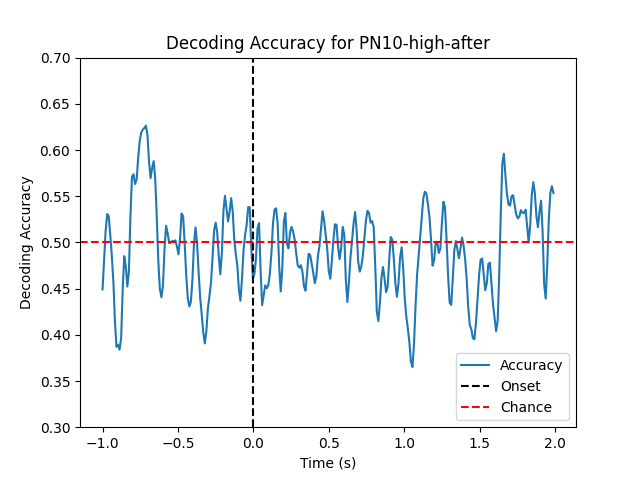 Decoding Accuracy for PN10-high-after
Decoding Accuracy
0.70
0.65
0.60
0.55
0.50
0.45
0.40
0.35
0.30
Accuracy
Onset
Chance
−1.0 −0.5 0.0 0.5 1.0 1.5 2.0
Time (s)